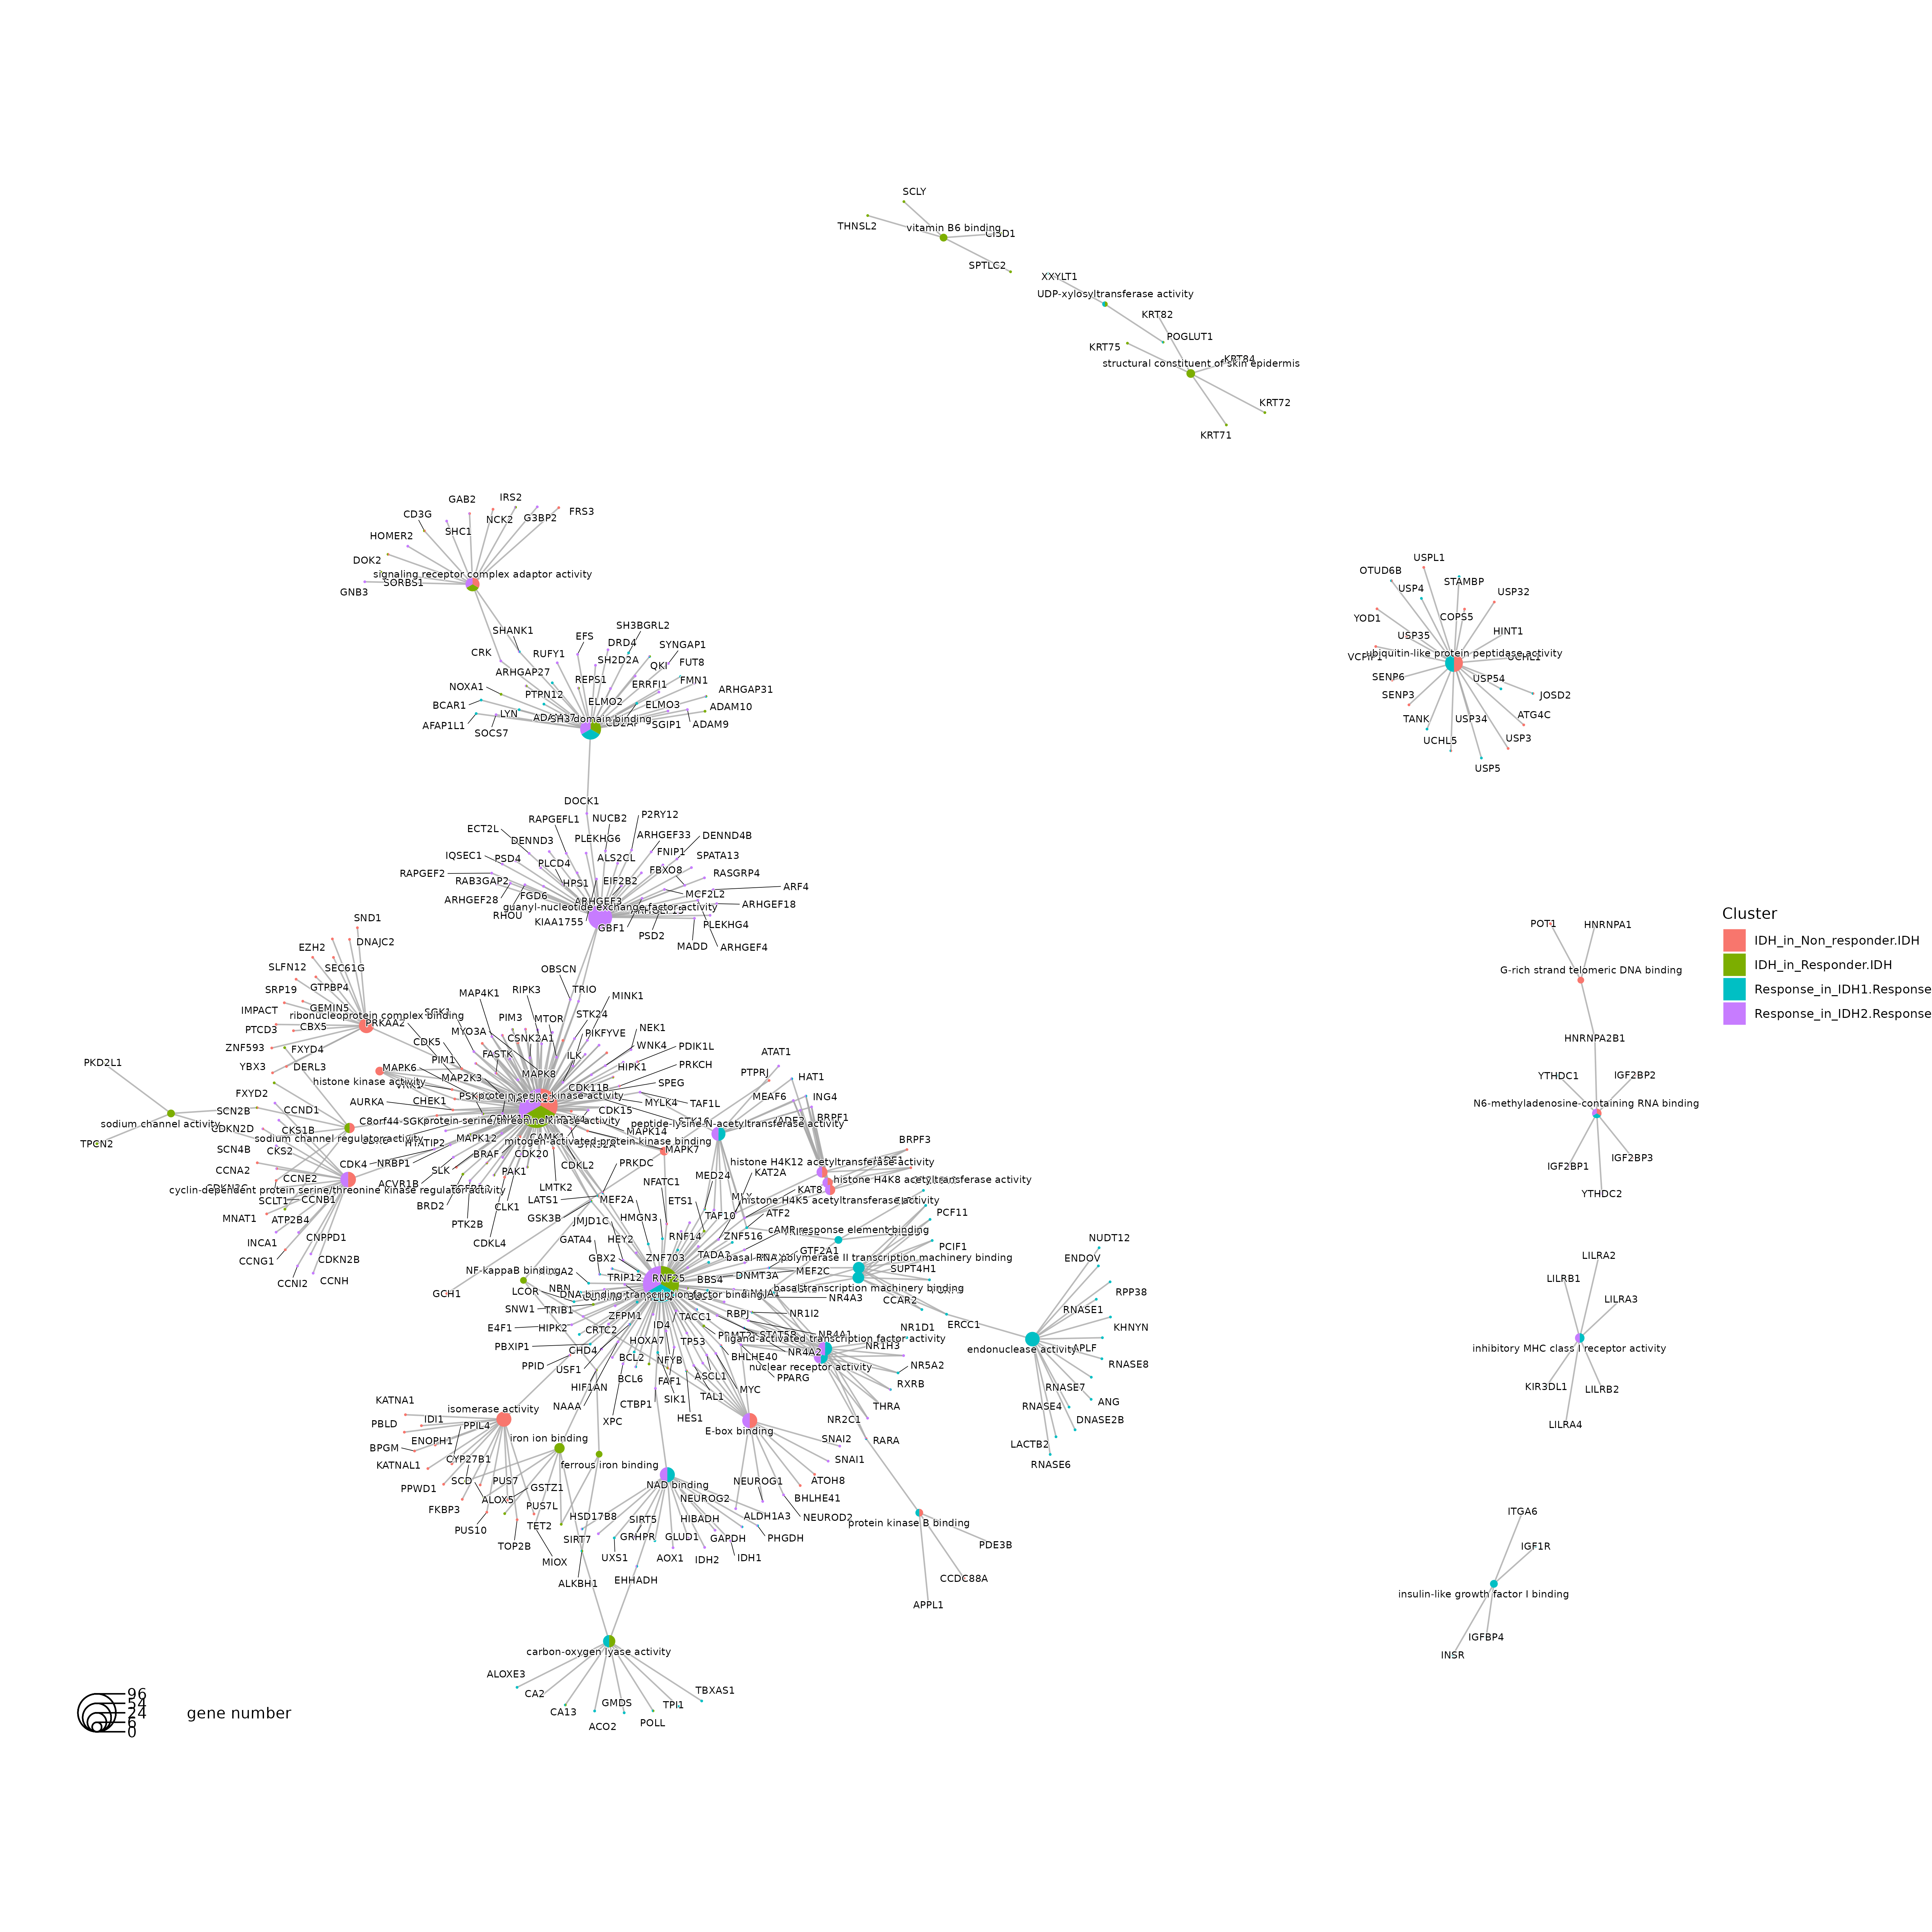 SCLY
THNSL2
vitamin B6 binding
CISD1
SPTLC2
XXYLT1
UDP-xylosyltransferase activity
KRT82
POGLUT1
KRT75
KRT84
structural constituent of skin epidermis
KRT72
KRT71
GAB2
IRS2
CD3G
NCK2
G3BP2
FRS3
SHC1
HOMER2
DOK2
signaling receptor complex adaptor activity
SORBS1
GNB3
USPL1
OTUD6B
STAMBP
USP4
USP32
YOD1
COPS5
HINT1
USP35
ubiquitin-like protein peptidase activity
VCPIP1
UCHL1
SENP6
USP54
SENP3
JOSD2
TANK
USP34
ATG4C
UCHL5
USP3
USP5
SHANK1
EFS
SH3BGRL2
DRD4
SYNGAP1
CRK
RUFY1
SH2D2A
QKI
FUT8
ARHGAP27
REPS1
ERRFI1
FMN1
NOXA1
PTPN12
ELMO2
ARHGAP31
BCAR1
ELMO3
ADAM10
LYN
SH3 domain binding
AFAP1L1
SGIP1
ADAM9
SOCS7
DOCK1
RAPGEFL1
NUCB2
P2RY12
ECT2L
DENND3
PLEKHG6
ARHGEF33
DENND4B
IQSEC1
PSD4
PLCD4
ALS2CL
FNIP1
SPATA13
RAPGEF2
RAB3GAP2
HPS1
EIF2B2
FBXO8
RASGRP4
ARF4
ARHGEF28
FGD6
ARHGEF3
MCF2L2
guanyl-nucleotide exchange factor activity
ARHGEF18
RHOU
KIAA1755
GBF1
PSD2
PLEKHG4
MADD
ARHGEF4
SND1
EZH2
DNAJC2
SLFN12
SEC61G
SRP19
GTPBP4
IMPACT
GEMIN5
ribonucleoprotein complex binding
PTCD3
CBX5
PRKAA2
ZNF593
FXYD4
YBX3
DERL3
OBSCN
MAP4K1
RIPK3
TRIO
MINK1
PIM3
MTOR
STK24
MYO3A
CSNK2A1
PIKFYVE
NEK1
CDK5
FASTK
ILK
WNK4
PDIK1L
PIM1
MAPK6
MAP2K3
MAPK8
HIPK1
PRKCH
histone kinase activity
CDK11B
SPEG
protein serine kinase activity
AURKA
CHEK1
MYLK4
TAF1L
CDK15
C8orf44-SGK
protein serine/threonine kinase activity
STK16
MAPK14
mitogen-activated protein kinase binding
MAPK7
PKD2L1
FXYD2
SCN2B
CCND1
sodium channel activity
CDKN2D
CKS1B
sodium channel regulator activity
TPCN2
SCN4B
CKS2
HTATIP2
MAPK12
CCNA2
CDK4
NRBP1
BRAF
CDK20
CCNE2
SLK
CDKL2
PRKDC
cyclin-dependent protein serine/threonine kinase regulator activity
ACVR1B
PAK1
SCLT1
CCNB1
BRD2
CLK1
LMTK2
LATS1
MNAT1
ATP2B4
PTK2B
GSK3B
INCA1
CNPPD1
CDKL4
CCNG1
CDKN2B
CCNI2
CCNH
ATAT1
PTPRJ
HAT1
MEAF6
ING4
BRPF1
peptide-lysine-N-acetyltransferase activity
BRPF3
histone H4K12 acetyltransferase activity
KAT2A
MED24
histone H4K8 acetyltransferase activity
KAT8
histone H4K5 acetyltransferase activity
NFATC1
ETS1
MEF2A
TAF10
ATF2
PCF11
JMJD1C
HMGN3
cAMP response element binding
GATA4
HEY2
RNF14
ZNF516
PCIF1
GTF2A1
GBX2
ZNF703
TADA3
basal RNA polymerase II transcription machinery binding
SUPT4H1
NF-kappaB binding
TRIP12
RNF25
BBS4
DNMT3A
MEF2C
basal transcription machinery binding
LCOR
DNA-binding transcription factor binding
NR4A3
CCAR2
GCH1
SNW1
TRIB1
ZFPM1
TACC1
RBPJ
NR1I2
ERCC1
E4F1
HIPK2
CRTC2
ID4
NR1D1
PBXIP1
HOXA7
TP53
NR4A1
ligand-activated transcription factor activity
CHD4
NR4A2
NR1H3
PPID
BCL2
NFYB
BHLHE40
nuclear receptor activity
USF1
NR5A2
HIF1AN
BCL6
FAF1
ASCL1
PPARG
RXRB
NAAA
CTBP1
SIK1
TAL1
MYC
THRA
XPC
HES1
NR2C1
E-box binding
SNAI2
RARA
SNAI1
NUDT12
ENDOV
RPP38
RNASE1
KHNYN
endonuclease activity
APLF
RNASE8
RNASE7
ANG
RNASE4
DNASE2B
LACTB2
RNASE6
KATNA1
isomerase activity
PBLD
IDI1
PPIL4
ENOPH1
iron ion binding
BPGM
CYP27B1
ferrous iron binding
KATNAL1
SCD
PUS7
NAD binding
PPWD1
GSTZ1
ALOX5
NEUROG1
ATOH8
FKBP3
PUS7L
NEUROG2
BHLHE41
PUS10
HSD17B8
SIRT5
HIBADH
ALDH1A3
NEUROD2
TET2
TOP2B
SIRT7
GRHPR
GLUD1
GAPDH
PHGDH
MIOX
UXS1
AOX1
IDH2
IDH1
ALKBH1
EHHADH
protein kinase B binding
PDE3B
CCDC88A
APPL1
carbon-oxygen lyase activity
ALOXE3
CA2
TBXAS1
GMDS
TPI1
CA13
ACO2
POLL
POT1
HNRNPA1
G-rich strand telomeric DNA binding
HNRNPA2B1
YTHDC1
IGF2BP2
N6-methyladenosine-containing RNA binding
IGF2BP1
IGF2BP3
YTHDC2
LILRA2
LILRB1
LILRA3
inhibitory MHC class I receptor activity
KIR3DL1
LILRB2
LILRA4
ITGA6
IGF1R
insulin-like growth factor I binding
IGFBP4
INSR
Cluster
IDH_in_Non_responder.IDH
IDH_in_Responder.IDH
Response_in_IDH1.Response
Response_in_IDH2.Response
96
54
24
6
0
gene number